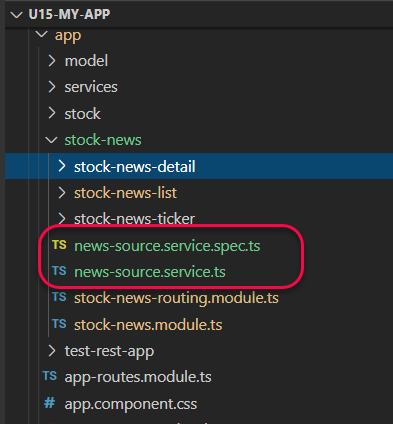 U15-MY-APP
app
model
services
stock
stock-news
stock-news-detail
stock-news-list
stock-news-ticker
TS news-source.service.spec.ts
TS news-source.service.ts
TS stock-news-routing.module.ts
TS stock-news.module.ts
test-rest-app
TS app-routes.module.ts
# app.component.css